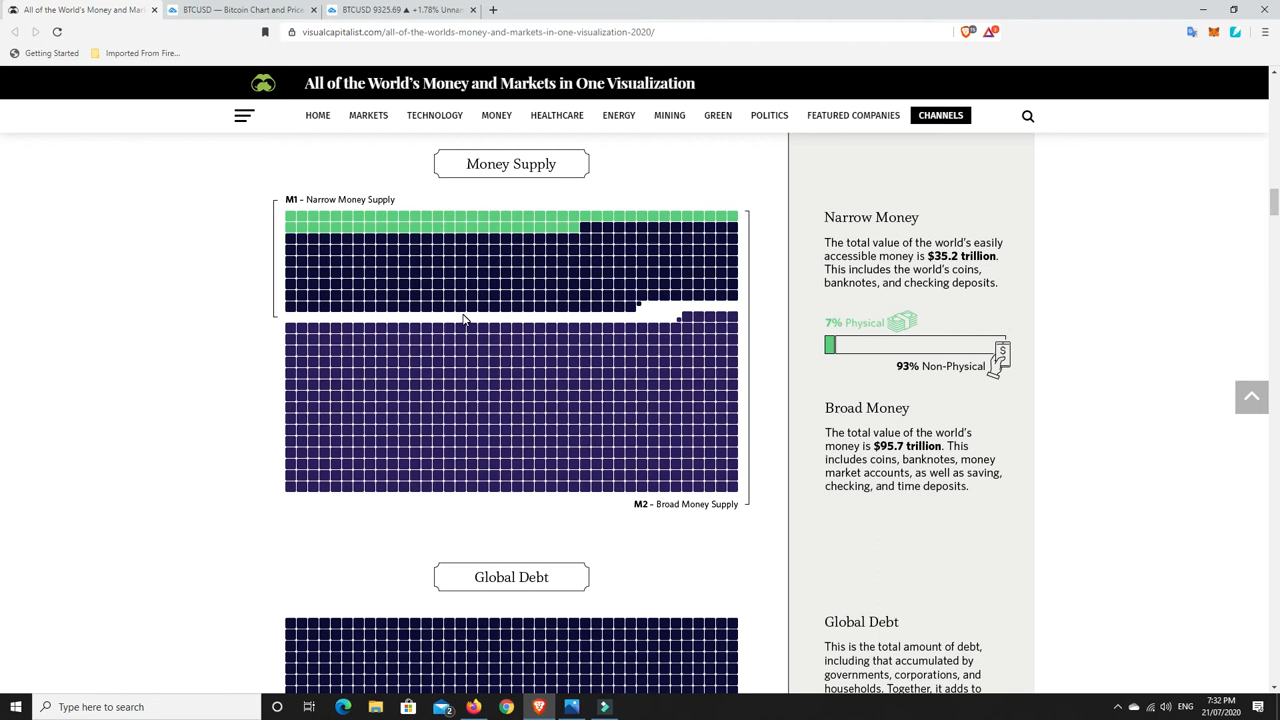 All of the World's Money and Mark
BTCUSD — Bitcoin Chart and Price
BTCUSD 9325.69 ▲ +1.78% Unnan
visualcapitalist.com/all-of-the-worlds-money-and-markets-in-one-visualization-2020/
Getting Started
Imported From Fire...
All of the World's Money and Markets in One Visualization
HOME
MARKETS
TECHNOLOGY
MONEY
HEALTHCARE
ENERGY
MINING
GREEN
POLITICS
FEATURED COMPANIES
CHANNELS
Money Supply
M1 – Narrow Money Supply
M2 – Broad Money Supply
Narrow Money
The total value of the world's easily
accessible money is $35.2 trillion.
This includes the world's coins,
banknotes, and checking deposits.
7% Physical
93% Non-Physical
Broad Money
The total value of the world's
money is $95.7 trillion. This
includes coins, banknotes, money
market accounts, as well as saving,
checking, and time deposits.
Global Debt
Global Debt
This is the total amount of debt,
including that accumulated by
governments, corporations, and
households. Together, it adds to
Type here to search
2
ENG
7:32 PM
21/07/2020